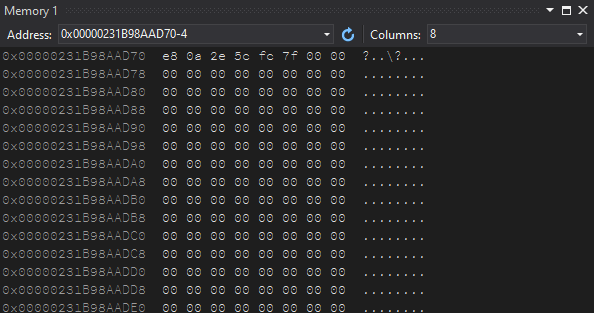 Memory 1
Address: 0x00000231B98AAD70-4 Columns: 8
0x00000231B98AAD70 e8 0a 2e 5c fc 7f 00 00 ?..\?...
0x00000231B98AAD78 00 00 00 00 00 00 00 00 ........
0x00000231B98AAD80 00 00 00 00 00 00 00 00 ........
0x00000231B98AAD88 00 00 00 00 00 00 00 00 ........
0x00000231B98AAD90 00 00 00 00 00 00 00 00 ........
0x00000231B98AAD98 00 00 00 00 00 00 00 00 ........
0x00000231B98AADA0 00 00 00 00 00 00 00 00 ........
0x00000231B98AADA8 00 00 00 00 00 00 00 00 ........
0x00000231B98AADB0 00 00 00 00 00 00 00 00 ........
0x00000231B98AADB8 00 00 00 00 00 00 00 00 ........
0x00000231B98AADC0 00 00 00 00 00 00 00 00 ........
0x00000231B98AADC8 00 00 00 00 00 00 00 00 ........
0x00000231B98AADD0 00 00 00 00 00 00 00 00 ........
0x00000231B98AADD8 00 00 00 00 00 00 00 00 ........
0x00000231B98AADE0 00 00 00 00 00 00 00 00 ........